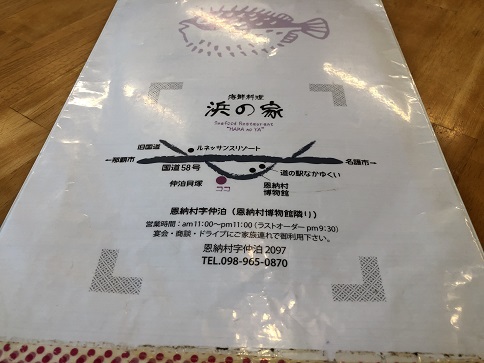 海鮮料理
浜の家
Seafood Restaurant
"HAMA no YA"
旧国道
ルネッサンスリゾート
←那覇市
国道58号
名護市→
道の駅なかゆくい
仲泊貝塚
ココ
恩納村
博物館
恩納村字仲泊（恩納村博物館隣り）
営業時間：am11:00〜pm11:00（ラストオーダーpm9:30）
宴会・商談・ドライブにご家族連れで御利用下さい。
恩納村字仲泊 2097
TEL.098-965-0870